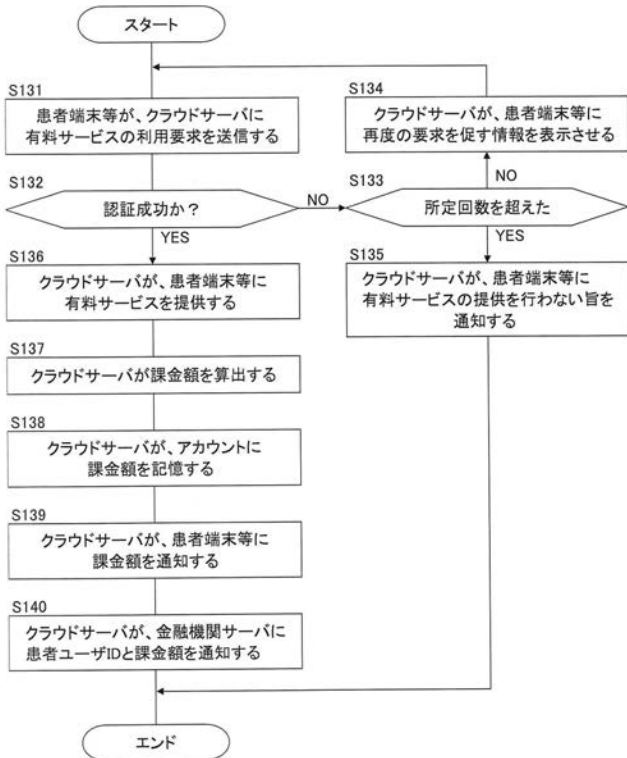 スタート
S131
患者端末等が、クラウドサーバに
有料サービスの利用要求を送信する
S134
クラウドサーバが、患者端末等に
再度の要求を促す情報を表示させる
S132
認証成功か？
NO
YES
S133
所定回数を超えた
NO
YES
S136
クラウドサーバが、患者端末等に
有料サービスを提供する
S135
クラウドサーバが、患者端末等に
有料サービスの提供を行わない旨を
通知する
S137
クラウドサーバが課金額を算出する
S138
クラウドサーバが、アカウントに
課金額を記憶する
S139
クラウドサーバが、患者端末等に
課金額を通知する
S140
クラウドサーバが、金融機関サーバに
患者ユーザIDと課金額を通知する
エンド